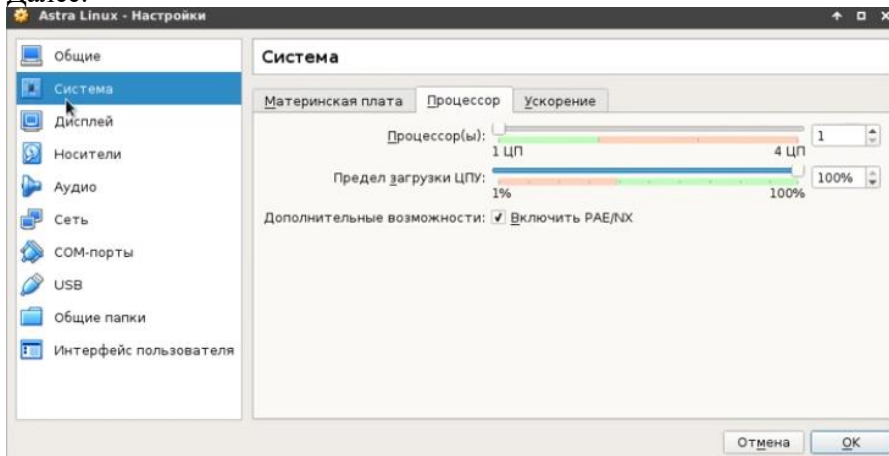 Далее.
Astra Linux - Настройки
Общие
Система
Дисплей
Носители
Аудио
Сеть
COM-порты
USB
Общие папки
Интерфейс пользователя
Система
Материнская плата Процессор Ускорение
Процессор(ы): 1
1 ЦП 4 ЦП
Предел загрузки ЦПУ: 100%
1% 100%
Дополнительные возможности: Включить PAE/NX
Отмена OK